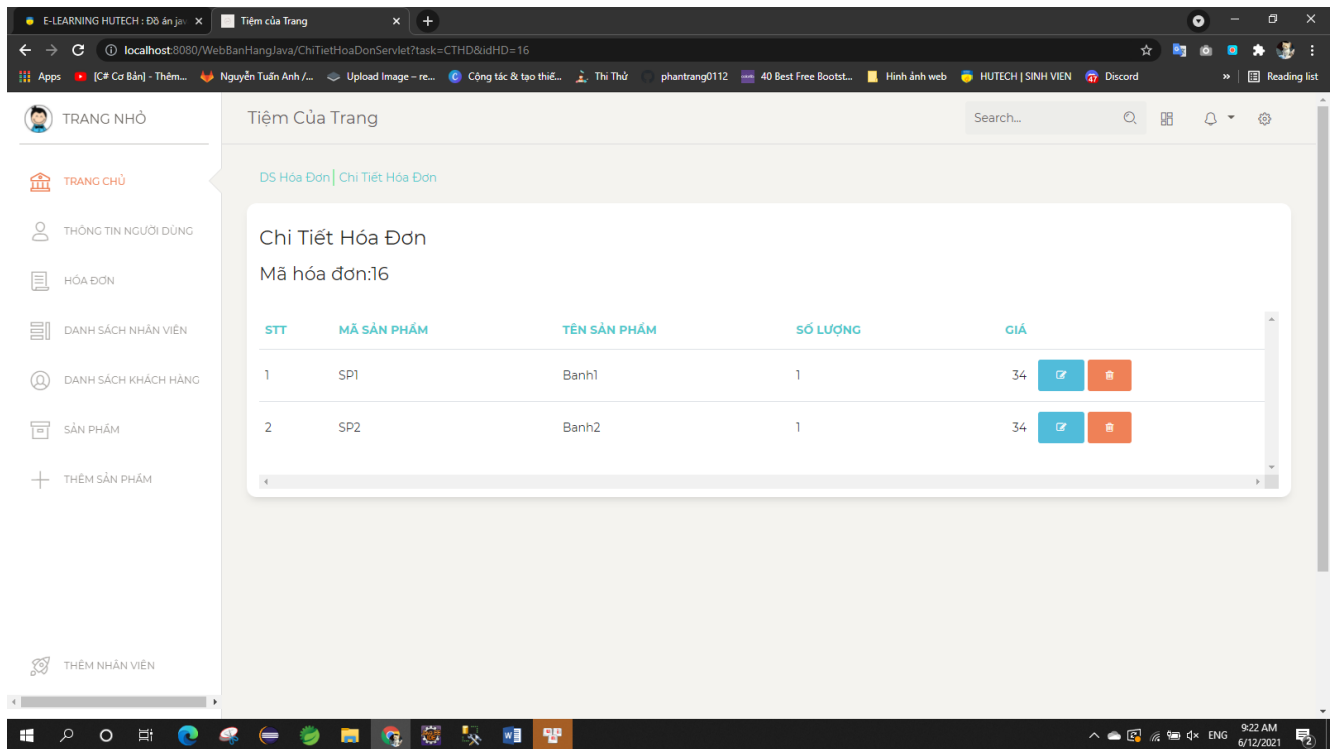 E-LEARNING HUTECH : Đồ án jav
Tiệm của Trang
localhost:8080/WebBanHangJava/ChiTietHoaDonServlet?task=CTHD&idHD=16
Apps
[C# Cơ Bản] - Thêm...
Nguyễn Tuấn Anh /...
Upload Image – re...
Cộng tác & tạo thiế...
Thi Thử
phantrang0112
40 Best Free Bootst...
Hinh ảnh web
HUTECH | SINH VIEN
47
Discord
»
Reading list
TRANG NHỎ
Tiệm Của Trang
Search...
TRANG CHỦ
THÔNG TIN NGƯỜI DÙNG
HÓA ĐƠN
DANH SÁCH NHÂN VIÊN
DANH SÁCH KHÁCH HÀNG
SẢN PHẨM
THÊM SẢN PHẨM
THÊM NHÂN VIÊN
DS Hóa Đơn| Chi Tiết Hóa Đơn
Chi Tiết Hóa Đơn
Mã hóa đơn:16
STT MÃ SẢN PHẨM TÊN SẢN PHẨM SỐ LƯỢNG GIÁ
1 SP1 Banh1 1 34
2 SP2 Banh2 1 34
ENG
9:22 AM
6/12/2021
2